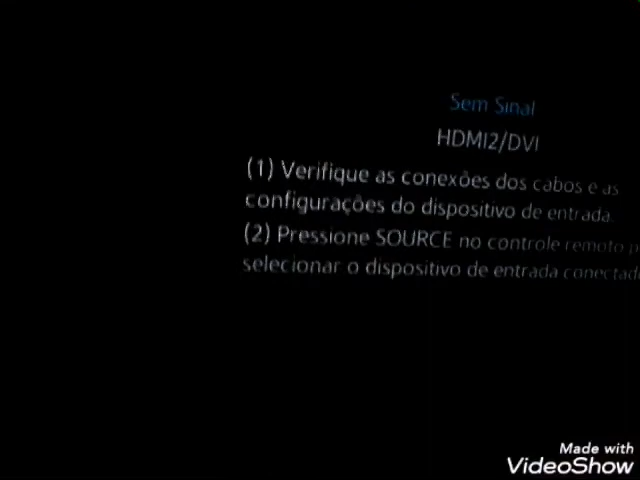 Sem Sinal
HDMI2/DVI
(1) Verifique as conexões dos cabos e as
configurações do dispositivo de entrada.
(2) Pressione SOURCE no controle remoto
selecionar o dispositivo de entrada
Made with
VideoShow